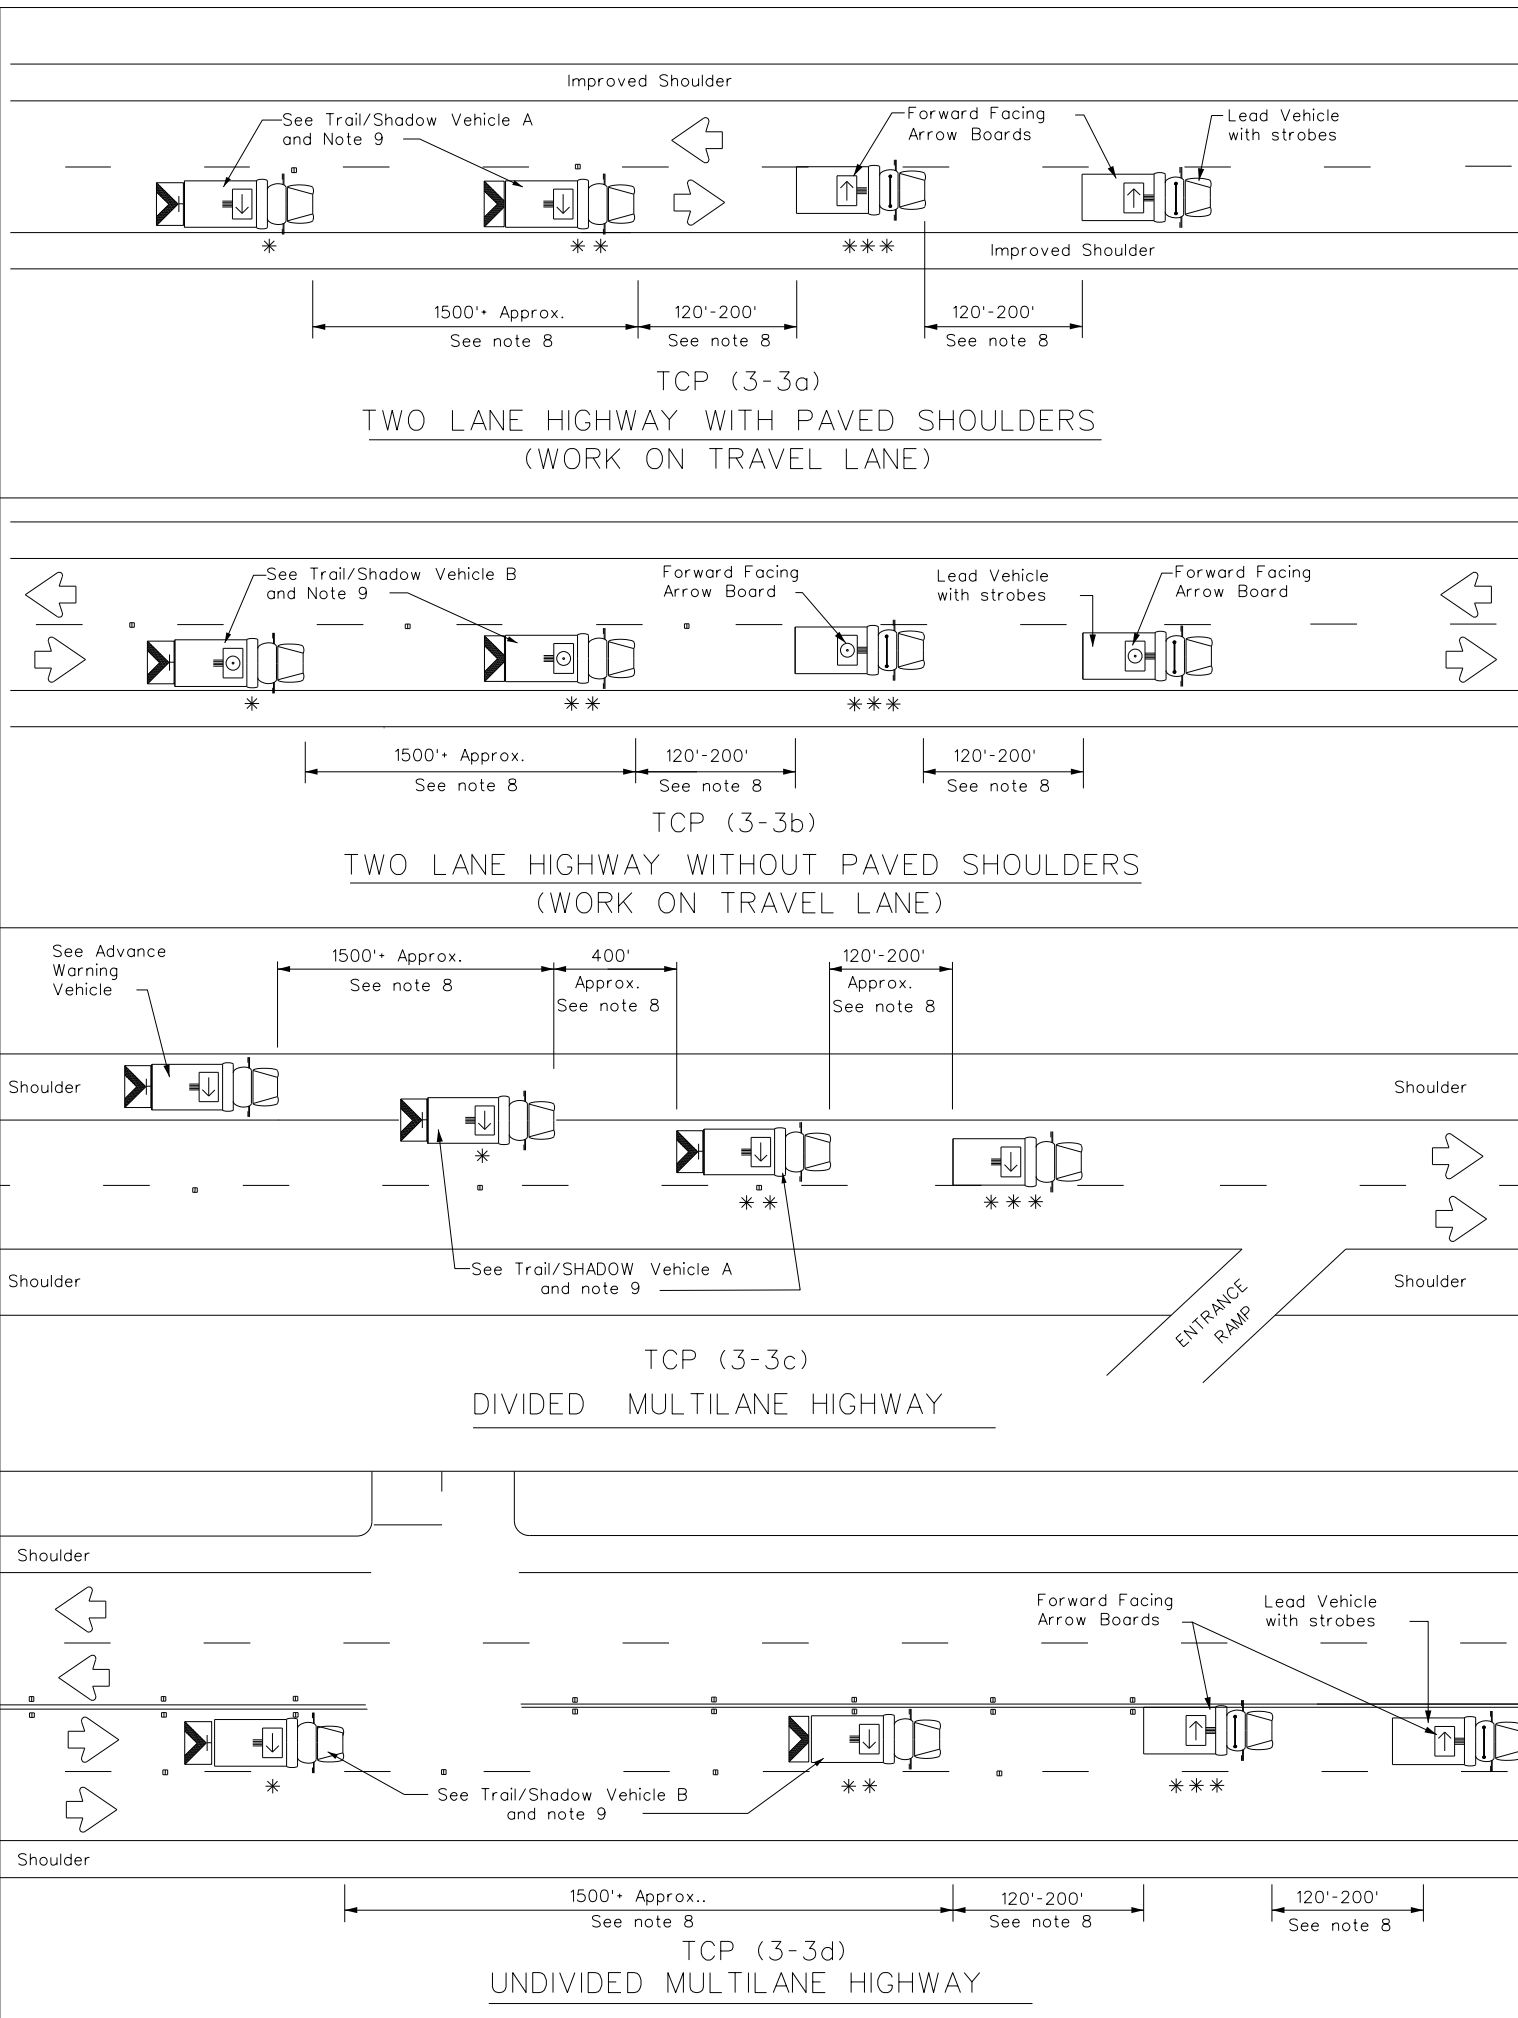 Improved Shoulder
See Trail/Shadow Vehicle A
and Note 9
Forward Facing
Arrow Boards
Lead Vehicle
with strobes
* ** ***
Improved Shoulder
1500'+ Approx.
See note 8
120'-200'
See note 8
120'-200'
See note 8
TCP (3-3a)
TWO LANE HIGHWAY WITH PAVED SHOULDERS
(WORK ON TRAVEL LANE)
See Trail/Shadow Vehicle B
and Note 9
Forward Facing
Arrow Board
Lead Vehicle
with strobes
Forward Facing
Arrow Board
* ** ***
1500'+ Approx.
See note 8
120'-200'
See note 8
120'-200'
See note 8
TCP (3-3b)
TWO LANE HIGHWAY WITHOUT PAVED SHOULDERS
(WORK ON TRAVEL LANE)
See Advance
Warning
Vehicle
1500'+ Approx.
See note 8
400'
Approx.
See note 8
120'-200'
Approx.
See note 8
Shoulder
Shoulder
* ** ***
See Trail/SHADOW Vehicle A
and note 9
Shoulder
Shoulder
ENTRANCE
RAMP
TCP (3-3c)
DIVIDED MULTILANE HIGHWAY
Shoulder
Forward Facing
Arrow Boards
Lead Vehicle
with strobes
* ** ***
See Trail/Shadow Vehicle B
and note 9
Shoulder
1500'+ Approx..
See note 8
120'-200'
See note 8
120'-200'
See note 8
TCP (3-3d)
UNDIVIDED MULTILANE HIGHWAY